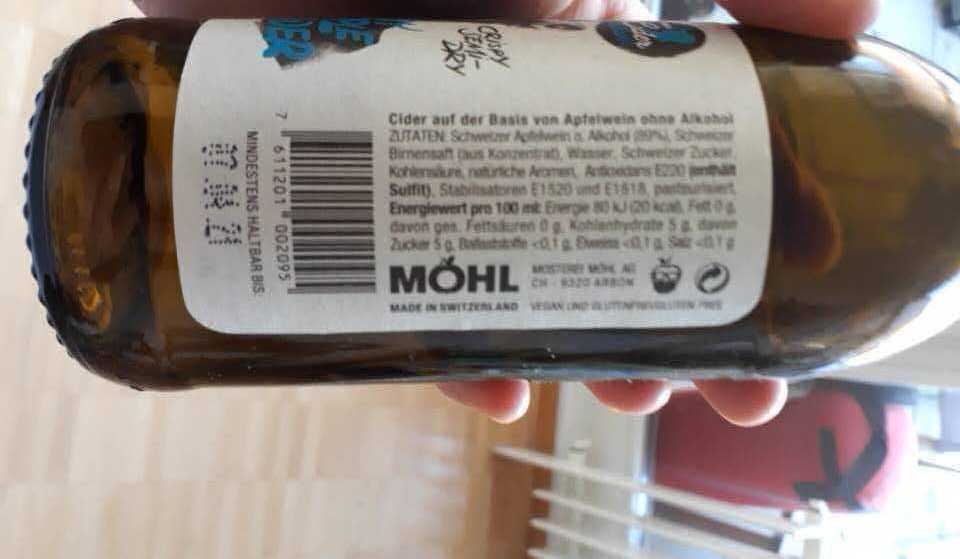 CRISPY
SEMI-
DRY
Cider auf der Basis von Apfelwein ohne Alkohol
ZUTATEN: Schweizer Apfelwein o. Alkohol (89%), Schweizer
Birnensaft (aus Konzentrat), Wasser, Schweizer Zucker,
Kohlensäure, natürliche Aromen, Antioxidans E220 (enthält
Sulfit), Stabilisatoren E1520 und E1618, pasteurisiert.
Energiewert pro 100 ml: Energie 80 kJ (20 kcal), Fett 0 g,
davon ges. Fettsäuren 0 g, Kohlenhydrate 5 g, davon
Zucker 5 g, Ballaststoffe <0,1 g, Eiweiss <0,1 g, Salz <0,1 g
MÖHL
MOSTEREI MÖHL AG
CH - 9320 ARBON
MADE IN SWITZERLAND
VEGAN UND GLUTENFREI/GLUTEN FREE
7 611201 002095
MINDESTENS HALTBAR BIS: